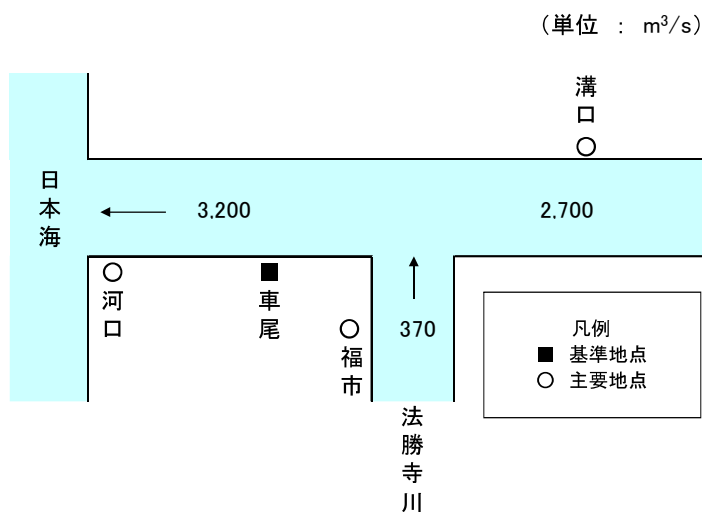 （単位 : m³/s）
溝口
日本海
3,200
2,700
河口
車尾
福市
370
法勝寺川
凡例
■ 基準地点
○ 主要地点